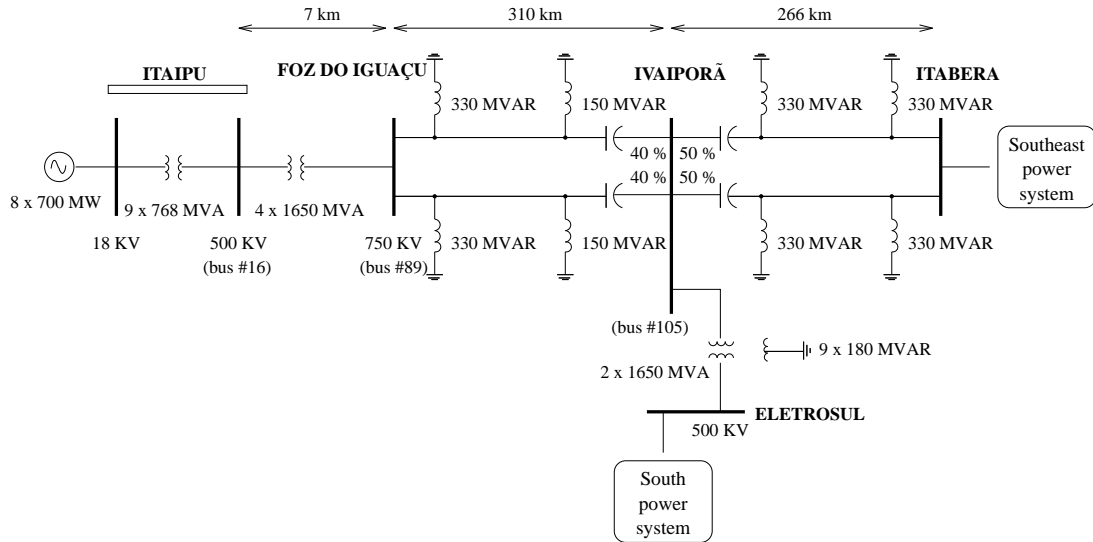 7 km
310 km
266 km
ITAIPU
FOZ DO IGUAÇU
IVAIPORÃ
ITABERA
330 MVAR
150 MVAR
330 MVAR
330 MVAR
40 %
50 %
40 %
50 %
Southeast
power
system
8 x 700 MW
9 x 768 MVA
4 x 1650 MVA
18 KV
500 KV
(bus #16)
750 KV
(bus #89)
330 MVAR
150 MVAR
330 MVAR
330 MVAR
(bus #105)
9 x 180 MVAR
2 x 1650 MVA
ELETROSUL
500 KV
South
power
system